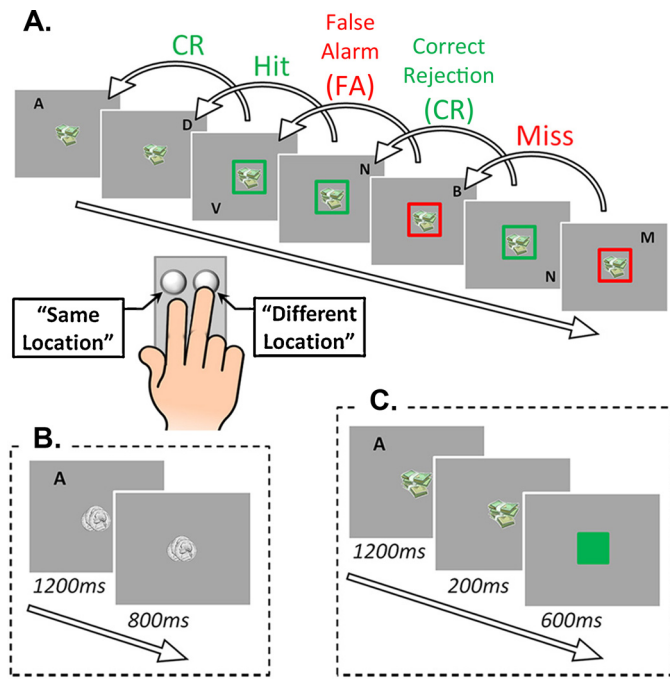 A.
CR
Hit
False
Alarm
(FA)
Correct
Rejection
(CR)
Miss
A
D
V
N
B
N
M
“Same
Location”
“Different
Location”
B.
A
1200ms
800ms
C.
A
1200ms
200ms
600ms